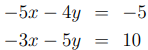 −5x − 4y = −5
−3x − 5y = 10